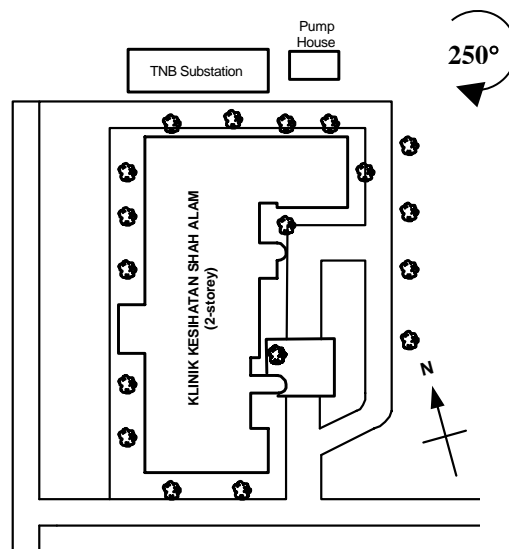 Pump
House
250°
TNB Substation
KLINIK KESIHATAN SHAH ALAM
(2-storey)
N